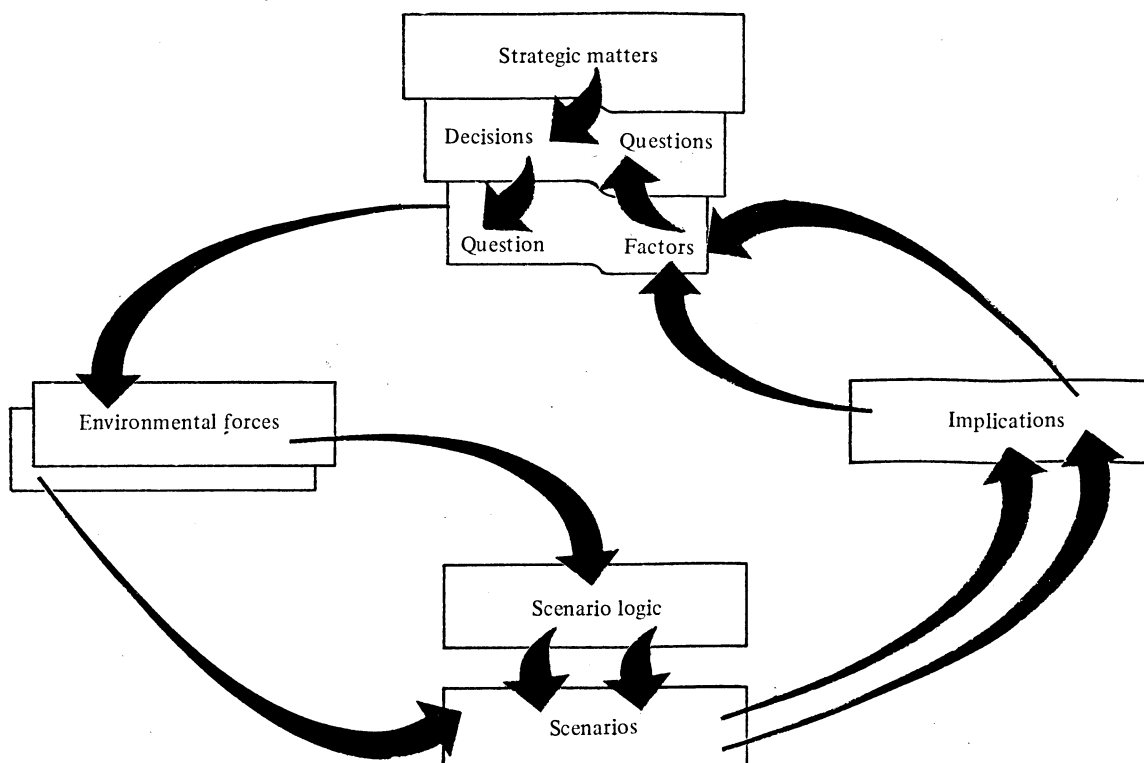 Strategic matters
Decisions
Questions
Question
Factors
Environmental forces
Implications
Scenario logic
Scenarios